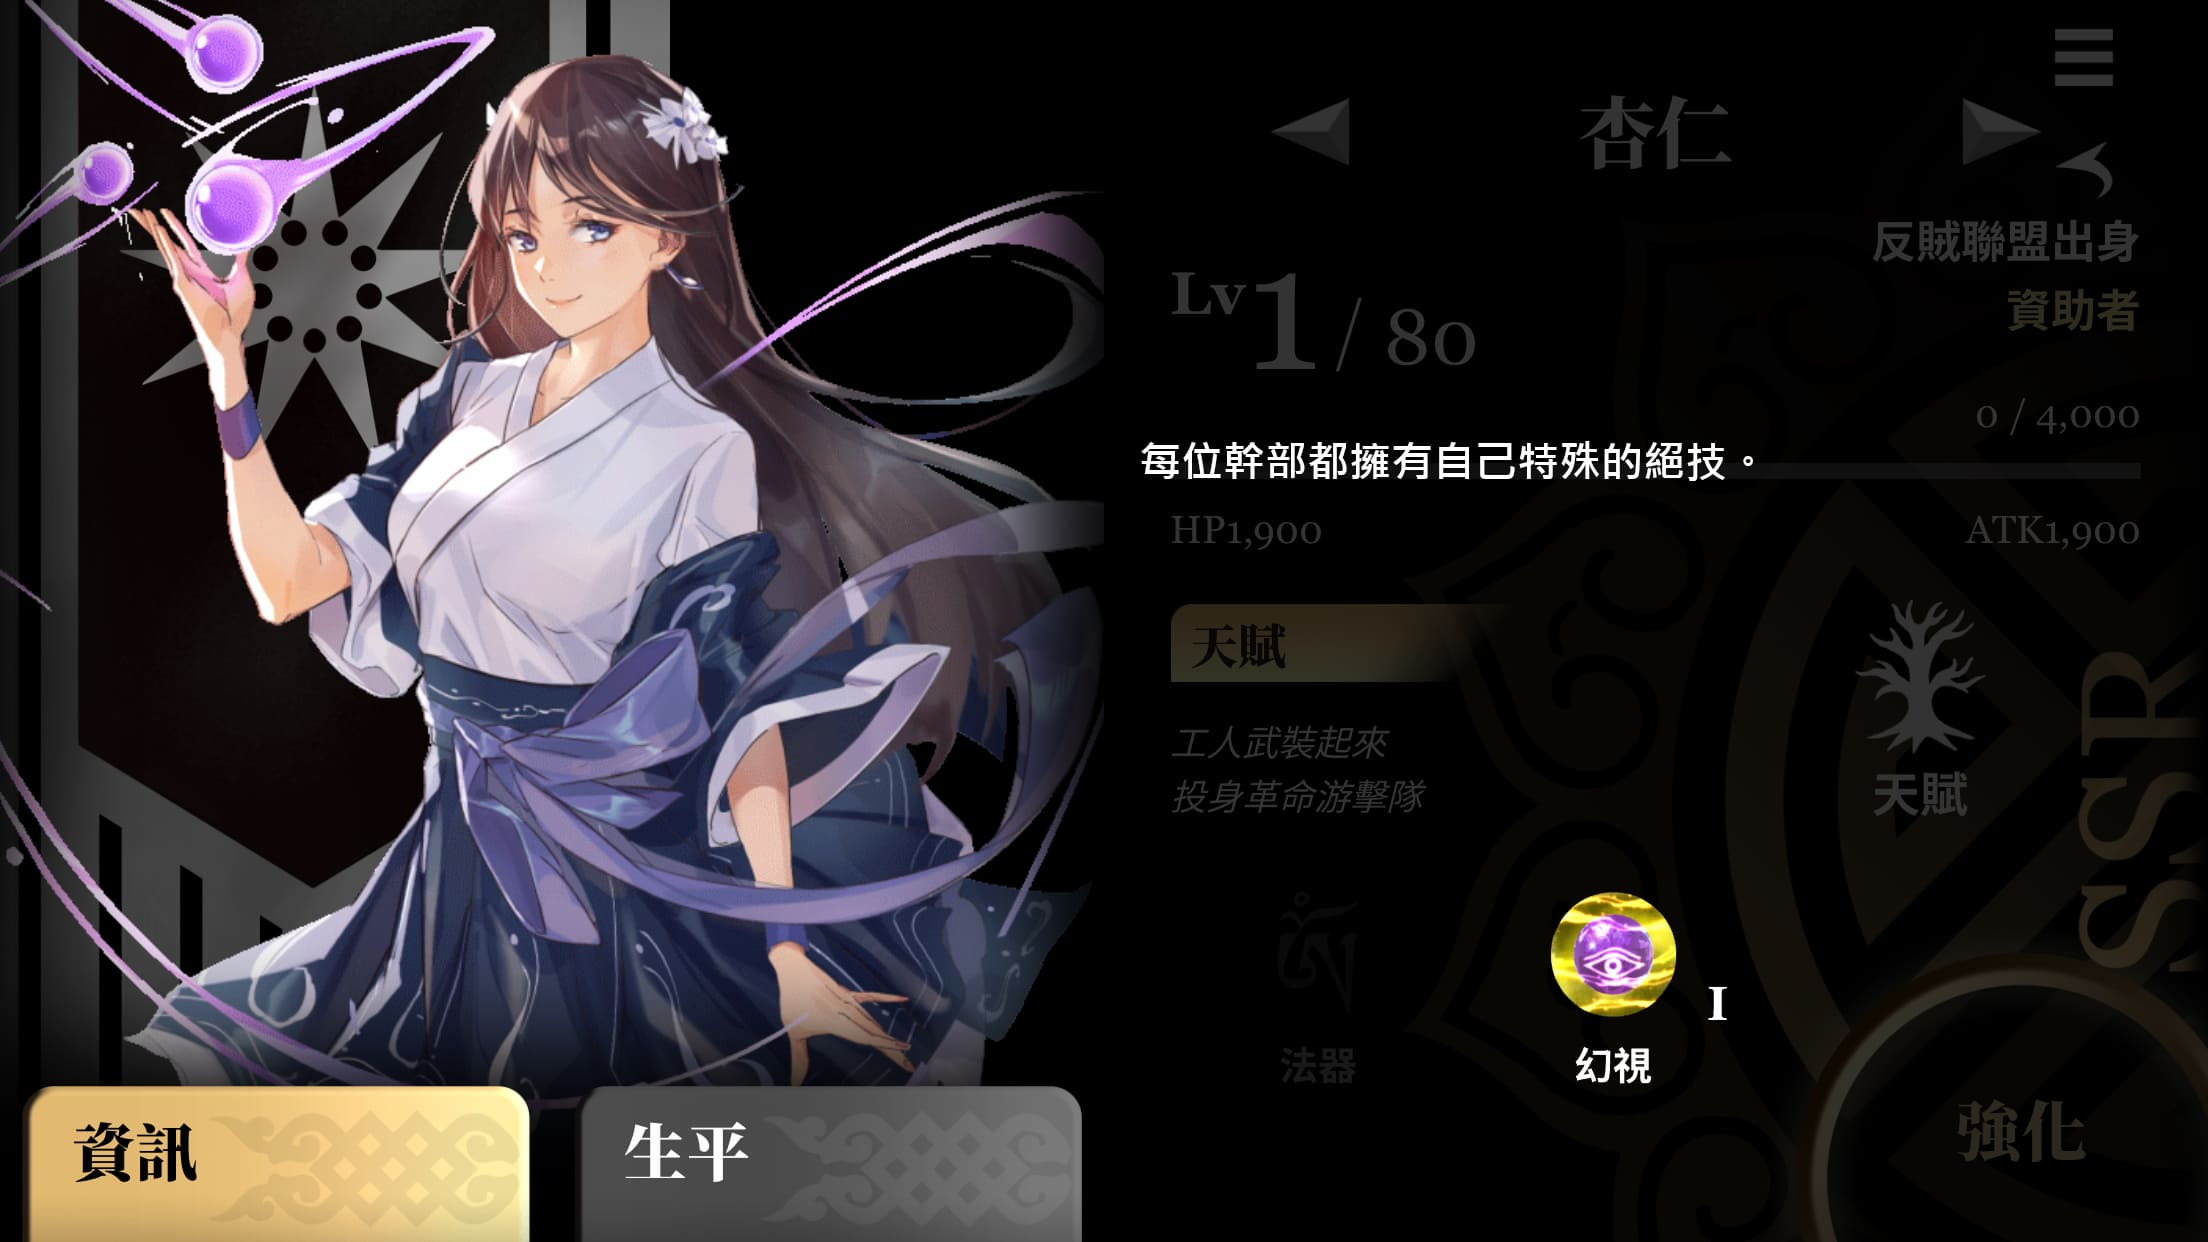 杏仁
反賊聯盟出身
資助者
Lv1 / 80
0 / 4,000
每位幹部都擁有自己特殊的絕技。
HP1,900
ATK1,900
天賦
工人武裝起來
投身革命游擊隊
天賦
SSR
I
法器
幻視
強化
資訊
生平